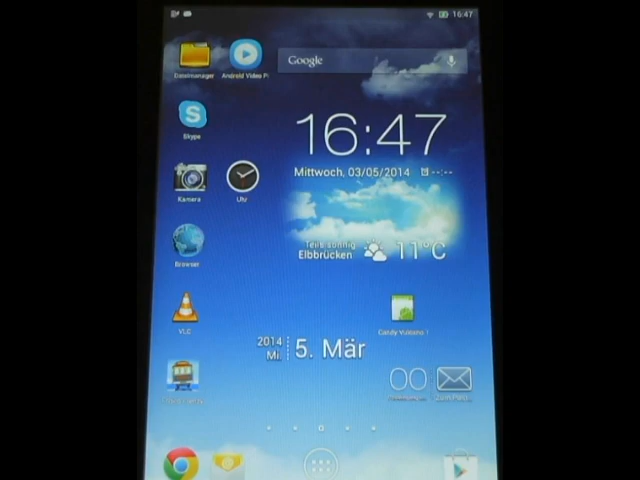 16:47
Dateimanager
Android Video Pl
Google
Skype
16:47
Mittwoch, 03/05/2014 --:--
Kamera
Uhr
Teils sonnig
Elbbrücken
11°C
Browser
VLC
2014
Mi.
5. Mär
00